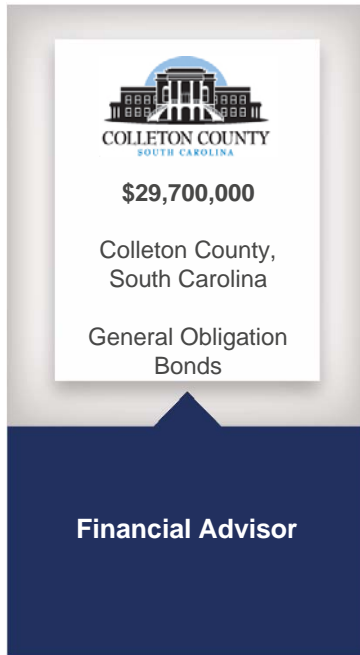 COLLETON COUNTY
SOUTH CAROLINA
$29,700,000
Colleton County,
South Carolina
General Obligation
Bonds
Financial Advisor